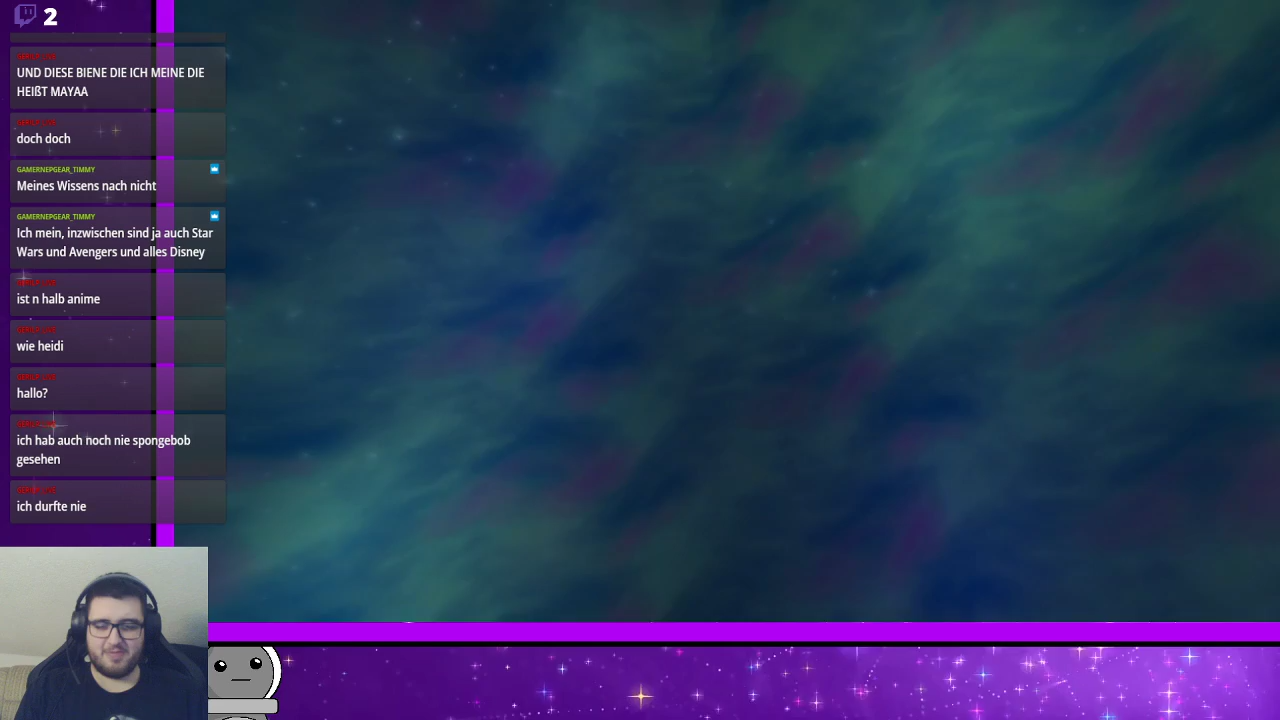 2
UND DIESE BIENE DIE ICH MEINE DIE
HEIßT MAYAA
doch doch
GAMERNEPGEAR_TIMMY
Meines Wissens nach nicht
GAMERNEPGEAR_TIMMY
Ich mein, inzwischen sind ja auch Star
Wars und Avengers und alles Disney
ist n halb anime
wie heidi
hallo?
ich hab auch noch nie spongebob
gesehen
ich durfte nie